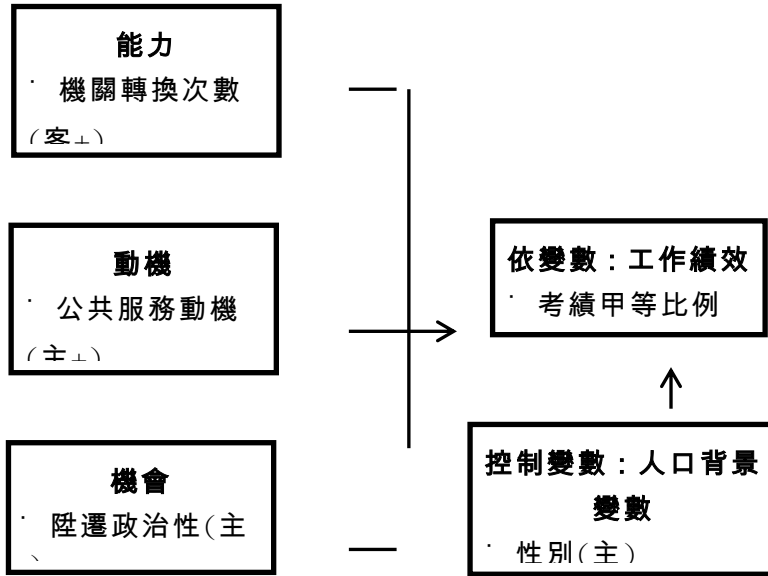 能力
˙ 機關轉換次數
(客+)
動機
˙ 公共服務動機
(主+)
機會
˙ 陞遷政治性(主
依變數：工作績效
˙ 考績甲等比例
控制變數：人口背景
變數
˙ 性別(主)